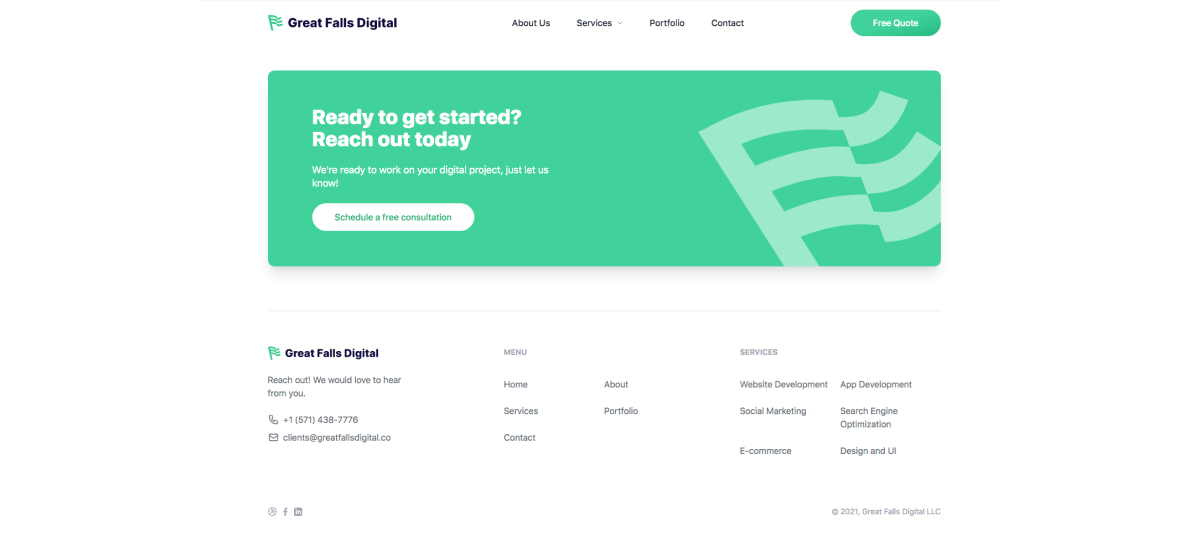 Great Falls Digital
About Us Services Portfolio Contact
Free Quote
Ready to get started?
Reach out today
We're ready to work on your digital project, just let us
know!
Schedule a free consultation
Great Falls Digital
Reach out! We would love to hear
from you.
+1 (571) 438-7776
clients@greatfallsdigital.co
MENU
Home About
Services Portfolio
Contact
SERVICES
Website Development App Development
Social Marketing Search Engine
Optimization
E-commerce Design and UI
© 2021, Great Falls Digital LLC